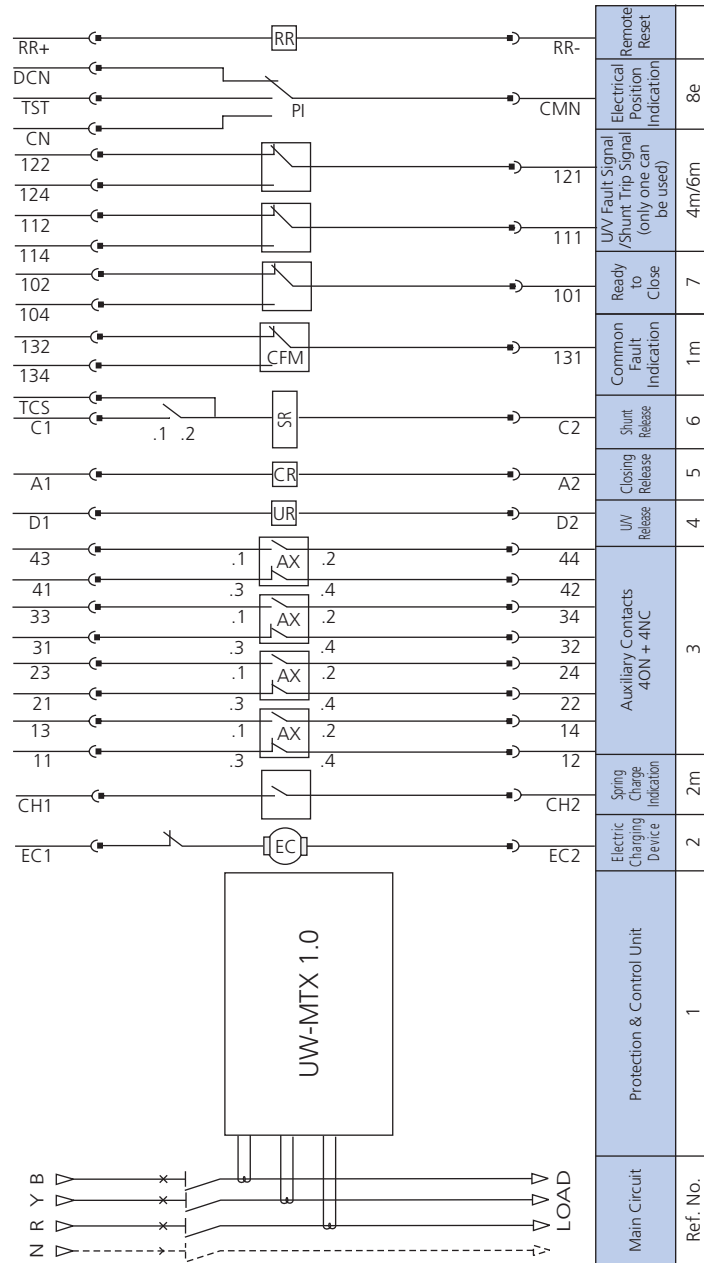 RR+ RR RR- Remote Reset
DCN
TST PI CMN Electrical Position Indication 8e
CN
122 121 U/V Fault Signal /Shunt Trip Signal (only one can be used) 4m/6m
124
112 111
114
102 101 Ready to Close 7
104
132 CFM 131 Common Fault Indication 1m
134
TCS
C1 .1 .2 SR C2 Shunt Release 6
A1 CR A2 Closing Release 5
D1 UR D2 U/V Release 4
43 .1 AX .2 44 Auxiliary Contacts 4ON + 4NC 3
41 .3 .4 42
33 .1 AX .2 34
31 .3 .4 32
23 .1 AX .2 24
21 .3 .4 22
13 .1 AX .2 14
11 .3 .4 12
CH1 CH2 Spring Charge Indication 2m
EC1 EC EC2 Electric Charging Device 2
UW-MTX 1.0 Protection & Control Unit 1
N R Y B LOAD Main Circuit Ref. No.